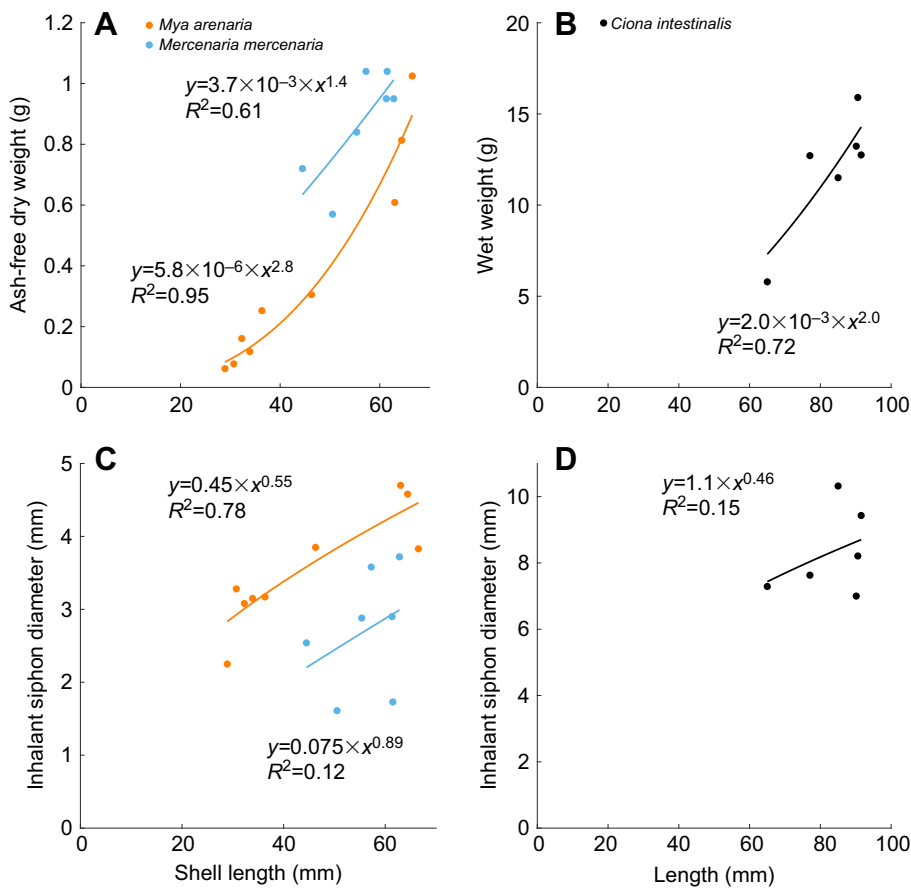 A
Mya arenaria
Mercenaria mercenaria
y=3.7×10⁻³×x¹·⁴
R²=0.61
y=5.8×10⁻⁶×x²·⁸
R²=0.95
Ash-free dry weight (g)
1.2
1
0.8
0.6
0.4
0.2
0
0 20 40 60
B
Ciona intestinalis
y=2.0×10⁻³×x²·⁰
R²=0.72
Wet weight (g)
20
15
10
5
0
0 20 40 60 80 100
C
y=0.45×x⁰·⁵⁵
R²=0.78
y=0.075×x⁰·⁸⁹
R²=0.12
Inhalant siphon diameter (mm)
5
4
3
2
1
0
0 20 40 60
Shell length (mm)
D
y=1.1×x⁰·⁴⁶
R²=0.15
Inhalant siphon diameter (mm)
10
8
6
4
2
0
0 20 40 60 80 100
Length (mm)